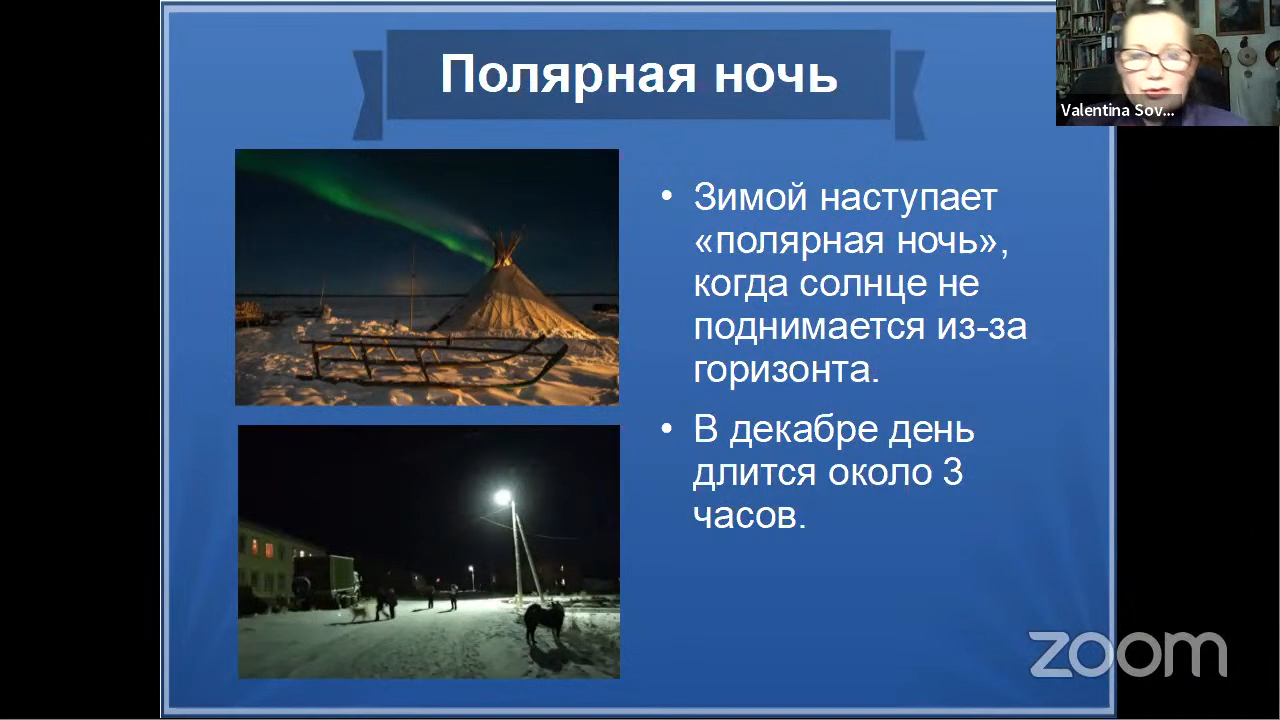 Полярная ночь
Valentina Sov...
• Зимой наступает
«полярная ночь»,
когда солнце не
поднимается из-за
горизонта.
• В декабре день
длится около 3
часов.
zoom